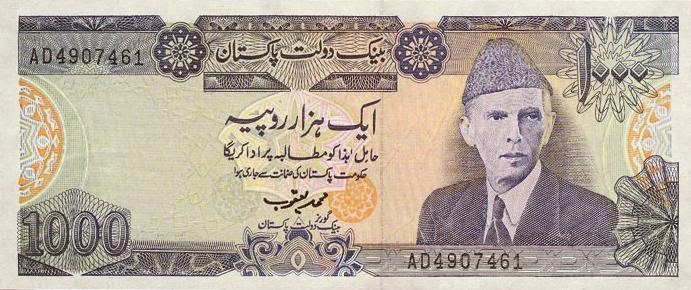 AD4907461
بینک دولت پاکستان
1000
ایک ہزار روپیہ
حامل ہٰذا کو مطالبہ پر ادا کریگا
حکومت پاکستان کی ضمانت سے جاری ہوا
محمد یعقوب
گورنر
بینک دولت پاکستان
1000
AD4907461